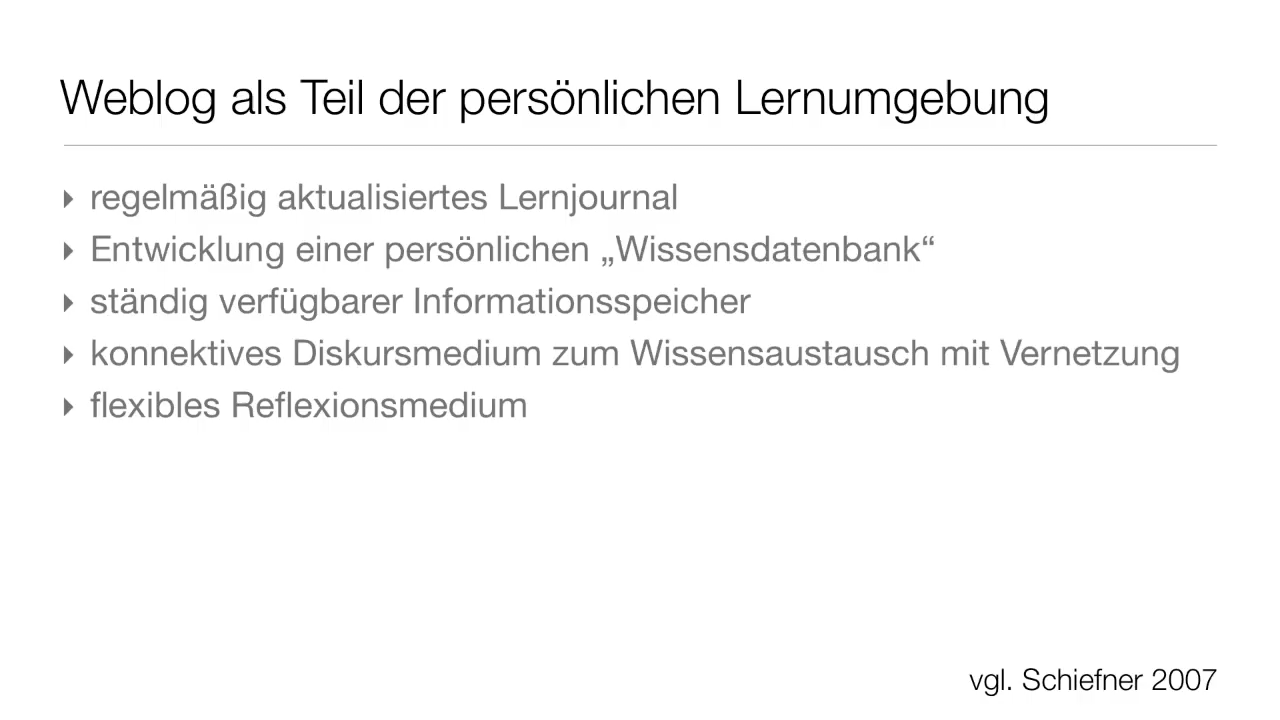 Weblog als Teil der persönlichen Lernumgebung
‣ regelmäßig aktualisiertes Lernjournal
‣ Entwicklung einer persönlichen „Wissensdatenbank“
‣ ständig verfügbarer Informationsspeicher
‣ konnektives Diskursmedium zum Wissensaustausch mit Vernetzung
‣ flexibles Reflexionsmedium
vgl. Schiefner 2007